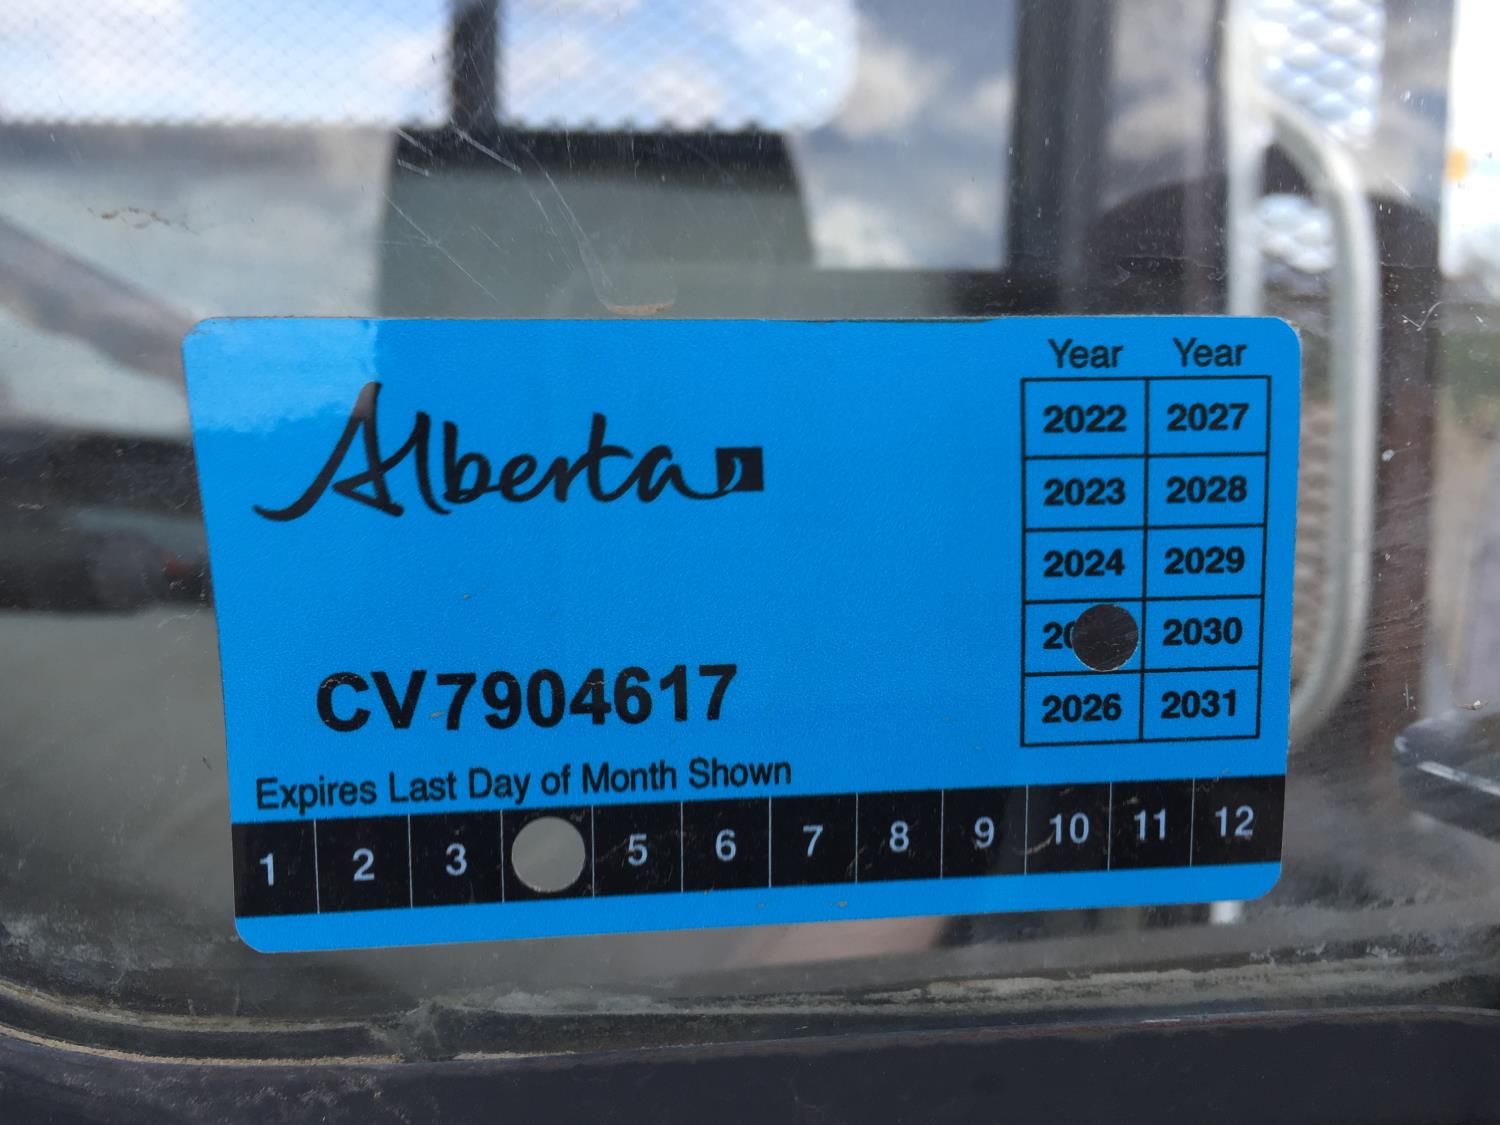 Alberta
Year Year
2022 2027
2023 2028
2024 2029
20 2030
2026 2031
CV7904617
Expires Last Day of Month Shown
1 2 3 5 6 7 8 9 10 11 12